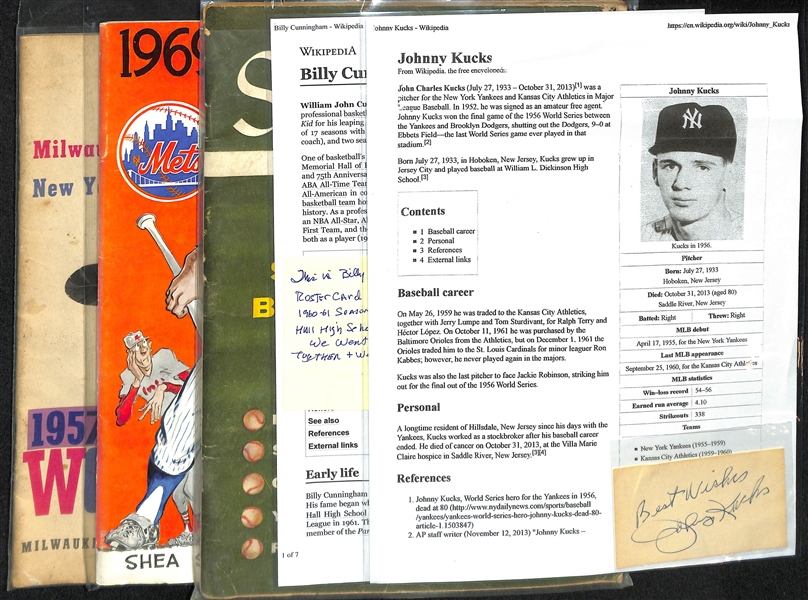 1969
Mets
Milwau
New Yo
1957
W
MILWAUKE
SHEA S
S
S
B
Billy Cunningham - Wikipedia
WIKIPEDIA
Billy Cu
William John Cu
professional basket
Kid for his leaping
of 17 seasons with
coach), and two sea
One of basketball's
Memorial Hall of F
and 75th Anniversa
ABA All-Time Team
All-American in co
basketball team ho
history. As a profes
an NBA All-Star, A
First Team, and the
both as a player (19
This is Billy
Roster Card
1960-61 Season
Hull High Scho
We Went
Together + W
See also
References
External links
Early life
Billy Cunningham
His fame began wh
Hall High School
League in 1961. Th
member of the Par
1 of 7
Johnny Kucks - Wikipedia
https://en.wikipedia.org/wiki/Johnny_Kucks
Johnny Kucks
From Wikipedia, the free encyclopedia
John Charles Kucks (July 27, 1933 – October 31, 2013)[1] was a
pitcher for the New York Yankees and Kansas City Athletics in Major
League Baseball. In 1952, he was signed as an amateur free agent.
Johnny Kucks won the final game of the 1956 World Series between
the Yankees and Brooklyn Dodgers, shutting out the Dodgers, 9–0 at
Ebbets Field—the last World Series game ever played in that
stadium.[2]
Born July 27, 1933, in Hoboken, New Jersey, Kucks grew up in
Jersey City and played baseball at William L. Dickinson High
School.[3]
Contents
1 Baseball career
2 Personal
3 References
4 External links
Baseball career
On May 26, 1959 he was traded to the Kansas City Athletics,
together with Jerry Lumpe and Tom Sturdivant, for Ralph Terry and
Héctor López. On October 11, 1961 he was purchased by the
Baltimore Orioles from the Athletics, but on December 1, 1961 the
Orioles traded him to the St. Louis Cardinals for minor leaguer Ron
Kabbes; however, he never played again in the majors.
Kucks was also the last pitcher to face Jackie Robinson, striking him
out for the final out of the 1956 World Series.
Personal
A longtime resident of Hillsdale, New Jersey since his days with the
Yankees, Kucks worked as a stockbroker after his baseball career
ended. He died of cancer on October 31, 2013, at the Villa Marie
Claire hospice in Saddle River, New Jersey.[3][4]
References
1. Johnny Kucks, World Series hero for the Yankees in 1956,
dead at 80 (http://www.nydailynews.com/sports/baseball
/yankees/yankees-world-series-hero-johnny-kucks-dead-80-
article-1.1503847)
2. AP staff writer (November 12, 2013) "Johnny Kucks –
Johnny Kucks
NY
Kucks in 1956.
Pitcher
Born: July 27, 1933
Hoboken, New Jersey
Died: October 31, 2013 (aged 80)
Saddle River, New Jersey
Batted: Right Threw: Right
MLB debut
April 17, 1955, for the New York Yankees
Last MLB appearance
September 25, 1960, for the Kansas City Athletics
MLB statistics
Win–loss record 54–56
Earned run average 4.10
Strikeouts 338
Teams
New York Yankees (1955–1959)
Kansas City Athletics (1959–1960)
Best Wishes
Johnny Kucks